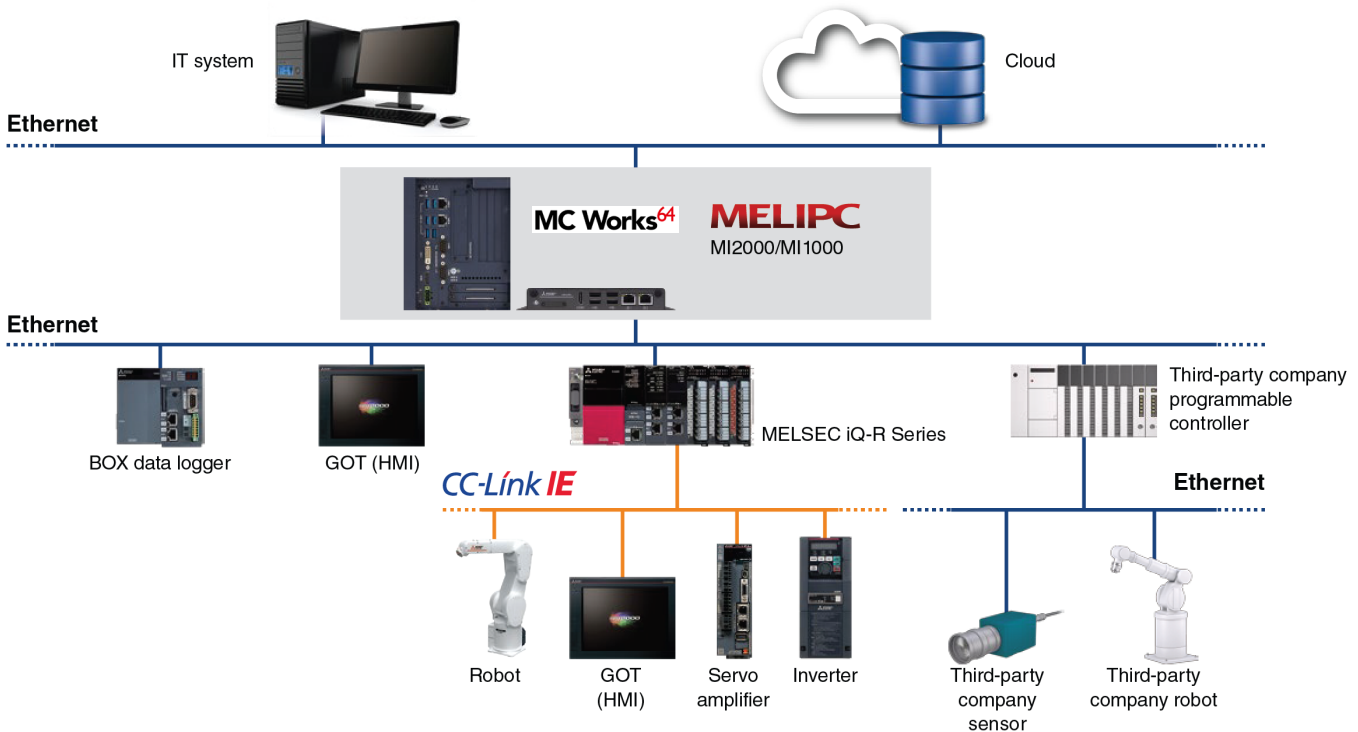 IT system
Cloud
Ethernet
MC Works64
MELIPC
MI2000/MI1000
Ethernet
BOX data logger
GOT (HMI)
MELSEC iQ-R Series
Third-party company
programmable
controller
CC-Link IE
Ethernet
Robot
GOT
(HMI)
Servo
amplifier
Inverter
Third-party
company
sensor
Third-party
company robot